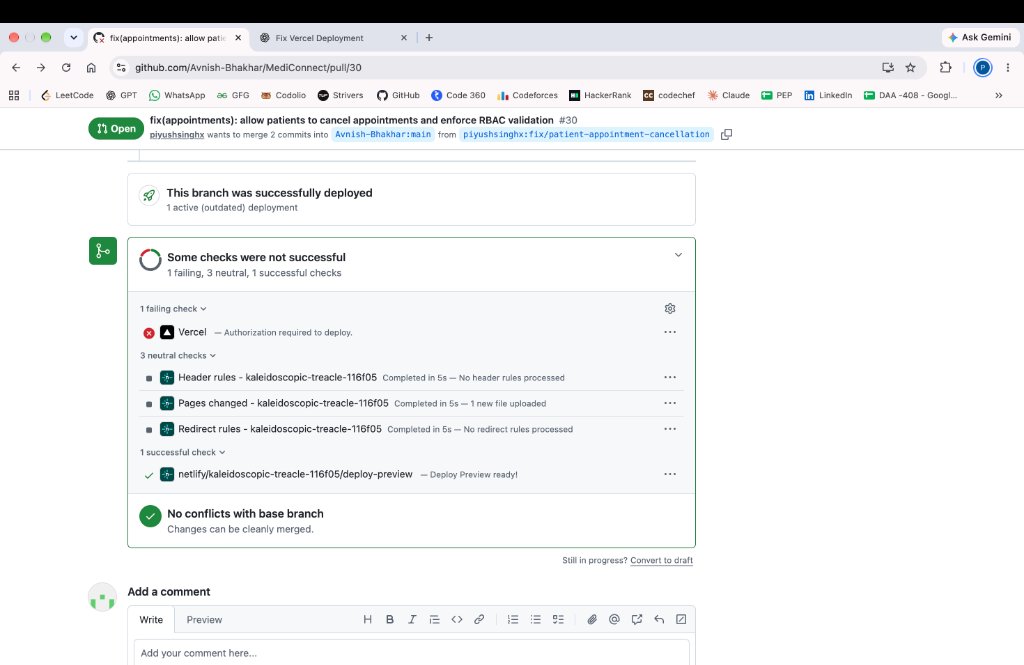 fix(appointments): allow patie
Fix Vercel Deployment
Ask Gemini
github.com/Avnish-Bhakhar/MediConnect/pull/30
P
LeetCode
GPT
WhatsApp
GFG
Codolio
Strivers
GitHub
Code 360
Codeforces
HackerRank
codechef
Claude
PEP
LinkedIn
DAA -408 - Googl...
Open
fix(appointments): allow patients to cancel appointments and enforce RBAC validation #30
piyushsinghx wants to merge 2 commits into Avnish-Bhakhar:main from piyushsinghx:fix/patient-appointment-cancellation
This branch was successfully deployed
1 active (outdated) deployment
Some checks were not successful
1 failing, 3 neutral, 1 successful checks
1 failing check
Vercel — Authorization required to deploy.
3 neutral checks
Header rules - kaleidoscopic-treacle-116f05 Completed in 5s — No header rules processed
Pages changed - kaleidoscopic-treacle-116f05 Completed in 5s — 1 new file uploaded
Redirect rules - kaleidoscopic-treacle-116f05 Completed in 5s — No redirect rules processed
1 successful check
netlify/kaleidoscopic-treacle-116f05/deploy-preview — Deploy Preview ready!
No conflicts with base branch
Changes can be cleanly merged.
Still in progress? Convert to draft
Add a comment
Write
Preview
Add your comment here...